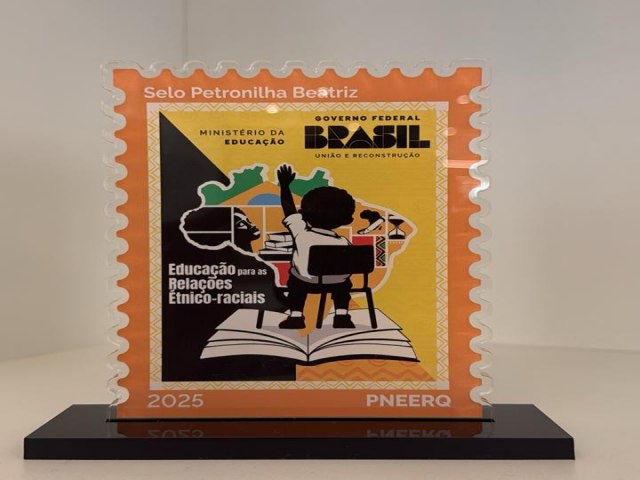 Selo Petronilha Beatriz
MINISTÉRIO DA
EDUCAÇÃO
GOVERNO FEDERAL
BRASIL
UNIÃO E RECONSTRUÇÃO
Educação para as
Relações
Étnico-raciais
2025
PNEERQ